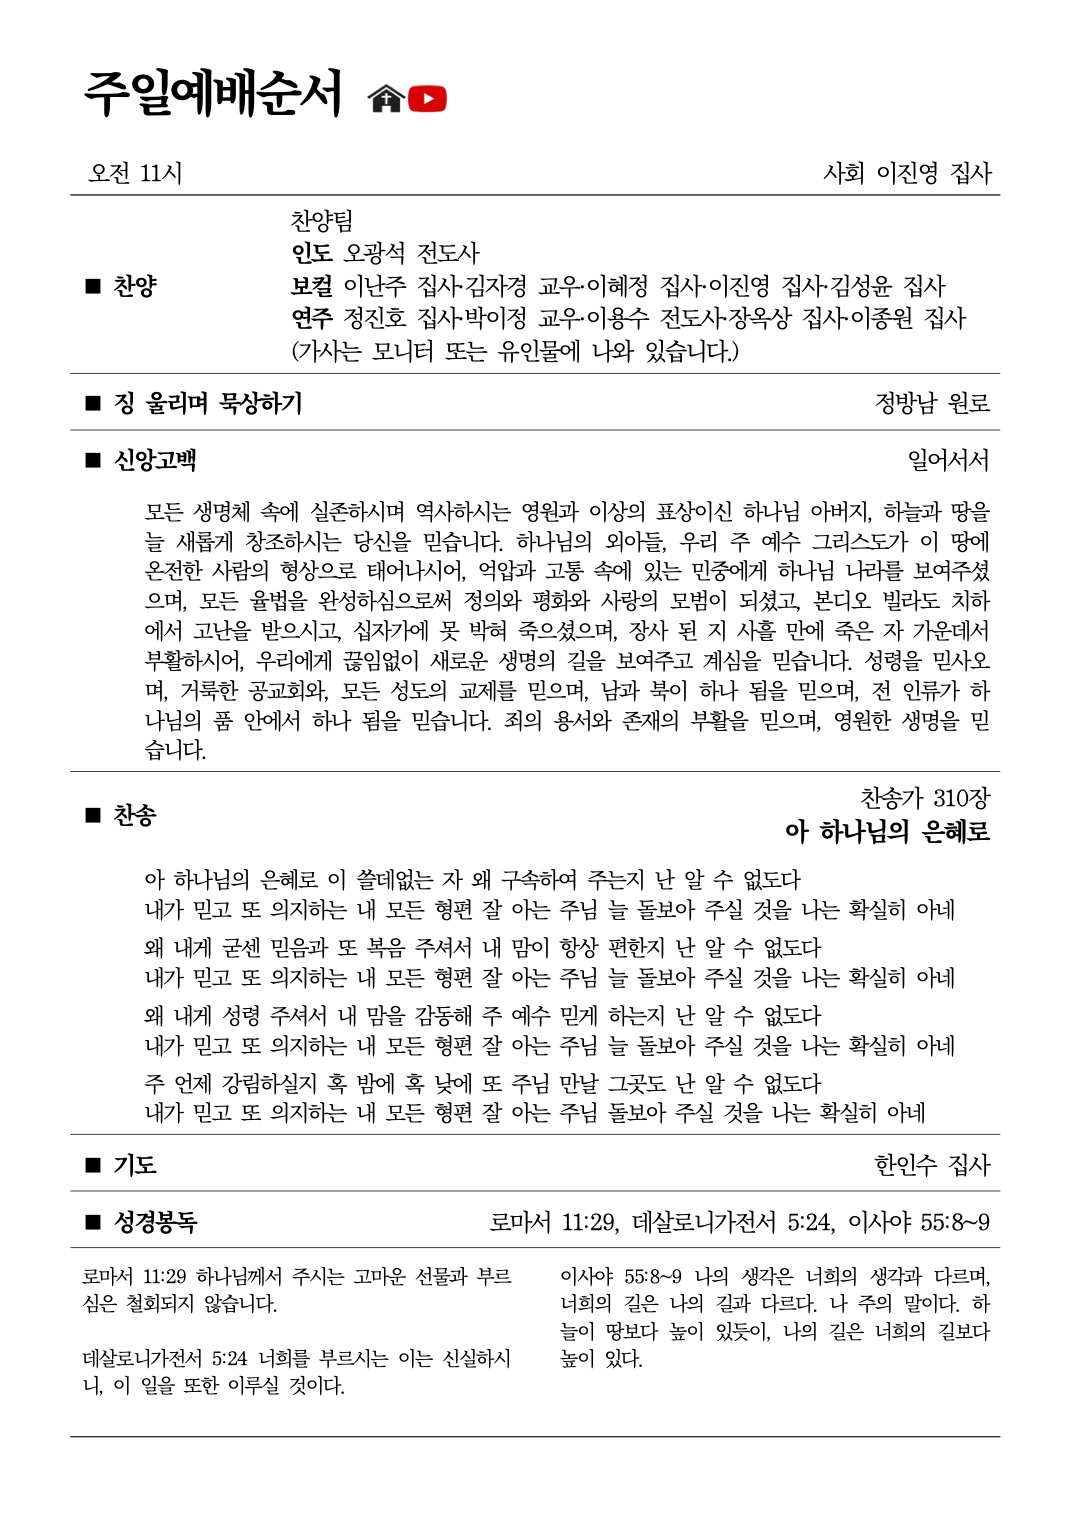 주일예배순서
오전 11시 사회 이진영 집사
찬양팀
인도 오광석 전도사
■ 찬양 보컬 이난주 집사·김자경 교우·이혜정 집사·이진영 집사·김성윤 집사
연주 정진호 집사·박이정 교우·이용수 전도사·장옥상 집사·이종원 집사
(가사는 모니터 또는 유인물에 나와 있습니다.)
■ 징 울리며 묵상하기 정방남 원로
■ 신앙고백 일어서서
모든 생명체 속에 실존하시며 역사하시는 영원과 이상의 표상이신 하나님 아버지, 하늘과 땅을
늘 새롭게 창조하시는 당신을 믿습니다. 하나님의 외아들, 우리 주 예수 그리스도가 이 땅에
온전한 사람의 형상으로 태어나시어, 억압과 고통 속에 있는 민중에게 하나님 나라를 보여주셨
으며, 모든 율법을 완성하심으로써 정의와 평화와 사랑의 모범이 되셨고, 본디오 빌라도 치하
에서 고난을 받으시고, 십자가에 못 박혀 죽으셨으며, 장사 된 지 사흘 만에 죽은 자 가운데서
부활하시어, 우리에게 끊임없이 새로운 생명의 길을 보여주고 계심을 믿습니다. 성령을 믿사오
며, 거룩한 공교회와, 모든 성도의 교제를 믿으며, 남과 북이 하나 됨을 믿으며, 전 인류가 하
나님의 품 안에서 하나 됨을 믿습니다. 죄의 용서와 존재의 부활을 믿으며, 영원한 생명을 믿
습니다.
찬송가 310장
■ 찬송 아 하나님의 은혜로
아 하나님의 은혜로 이 쓸데없는 자 왜 구속하여 주는지 난 알 수 없도다
내가 믿고 또 의지하는 내 모든 형편 잘 아는 주님 늘 돌보아 주실 것을 나는 확실히 아네
왜 내게 굳센 믿음과 또 복음 주셔서 내 맘이 항상 편한지 난 알 수 없도다
내가 믿고 또 의지하는 내 모든 형편 잘 아는 주님 늘 돌보아 주실 것을 나는 확실히 아네
왜 내게 성령 주셔서 내 맘을 감동해 주 예수 믿게 하는지 난 알 수 없도다
내가 믿고 또 의지하는 내 모든 형편 잘 아는 주님 늘 돌보아 주실 것을 나는 확실히 아네
주 언제 강림하실지 혹 밤에 혹 낮에 또 주님 만날 그곳도 난 알 수 없도다
내가 믿고 또 의지하는 내 모든 형편 잘 아는 주님 돌보아 주실 것을 나는 확실히 아네
■ 기도 한인수 집사
■ 성경봉독 로마서 11:29, 데살로니가전서 5:24, 이사야 55:8~9
로마서 11:29 하나님께서 주시는 고마운 선물과 부르
심은 철회되지 않습니다.
데살로니가전서 5:24 너희를 부르시는 이는 신실하시
니, 이 일을 또한 이루실 것이다.
이사야 55:8~9 나의 생각은 너희의 생각과 다르며,
너희의 길은 나의 길과 다르다. 나 주의 말이다. 하
늘이 땅보다 높이 있듯이, 나의 길은 너희의 길보다
높이 있다.